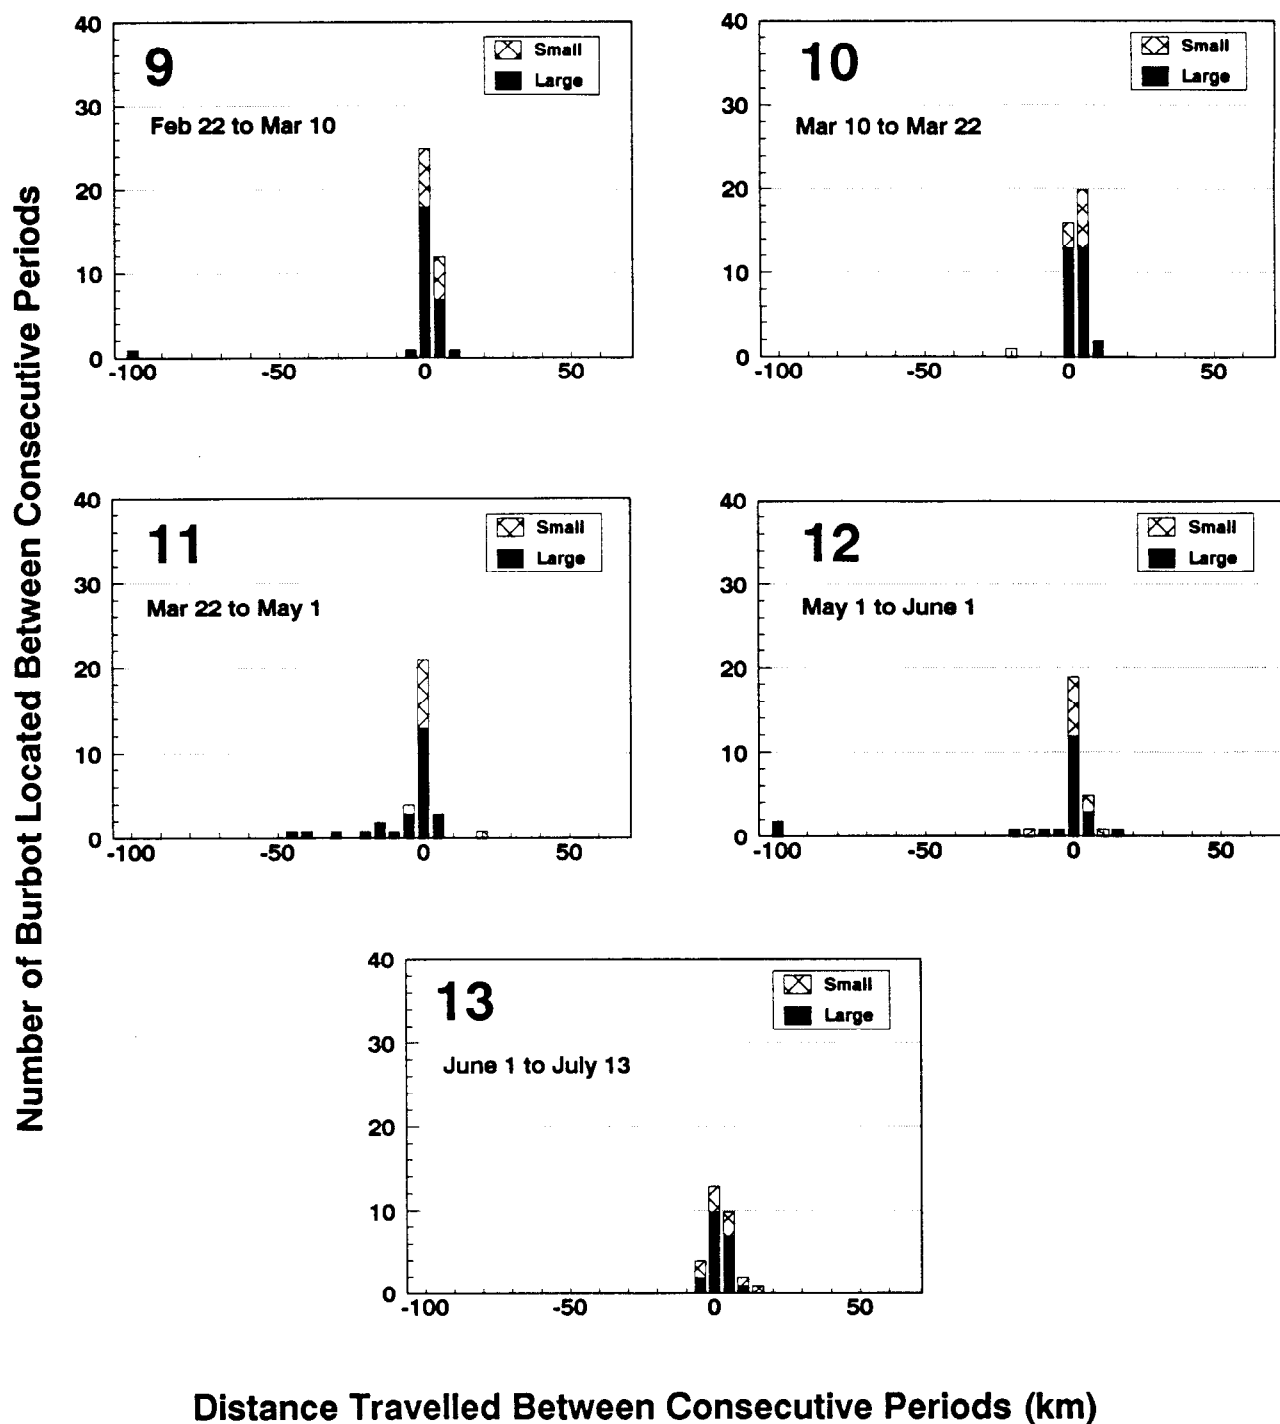 Number of Burbot Located Between Consecutive Periods
40
30
20
10
0
9
Feb 22 to Mar 10
Small
Large
-100 -50 0 50
40
30
20
10
0
10
Mar 10 to Mar 22
Small
Large
-100 -50 0 50
40
30
20
10
0
11
Mar 22 to May 1
Small
Large
-100 -50 0 50
40
30
20
10
0
12
May 1 to June 1
Small
Large
-100 -50 0 50
40
30
20
10
0
13
June 1 to July 13
Small
Large
-100 -50 0 50
Distance Travelled Between Consecutive Periods (km)